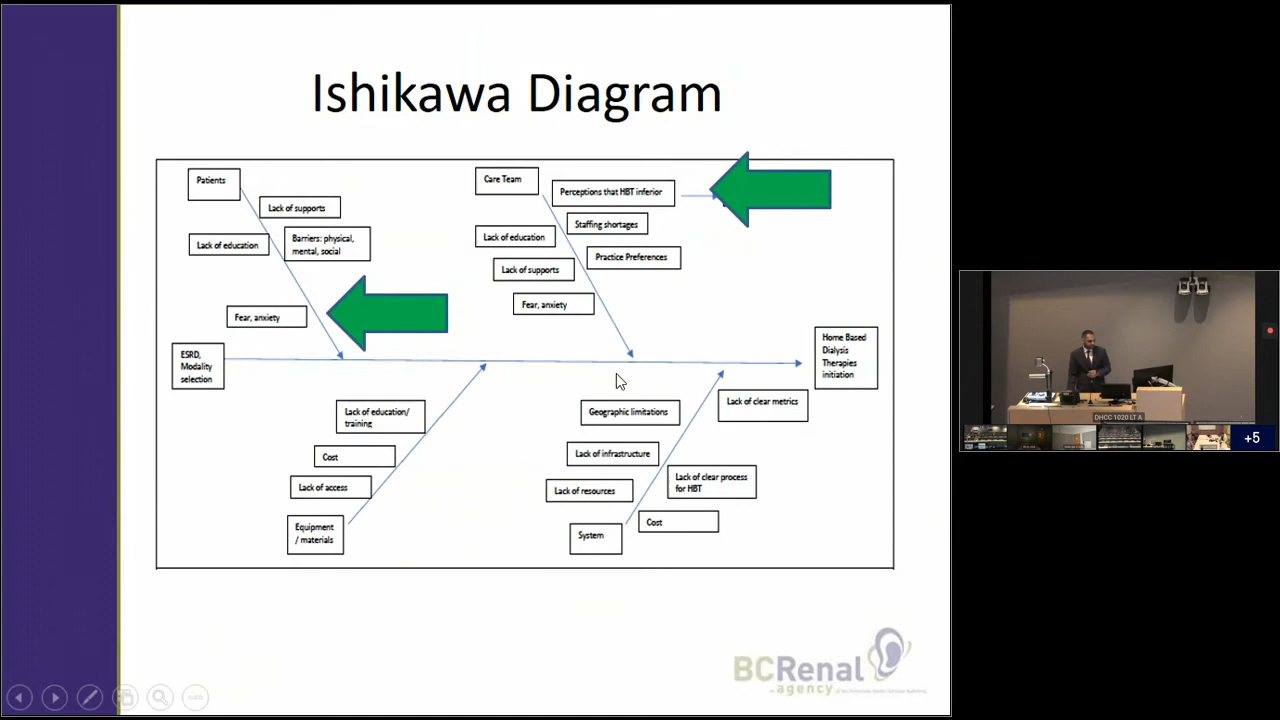 Ishikawa Diagram
Patients
Lack of supports
Lack of education
Barriers: physical,
mental, social
Fear, anxiety
Care Team
Perceptions that HBT inferior
Staffing shortages
Lack of education
Practice Preferences
Lack of supports
Fear, anxiety
ESRD,
Modality
selection
Home Based
Dialysis
Therapies
initiation
Lack of education/
training
Cost
Lack of access
Equipment
/ materials
Geographic limitations
Lack of clear metrics
Lack of infrastructure
Lack of clear process
for HBT
Lack of resources
Cost
System
BCRenal
agency
DHCC 1020 LT A
+5